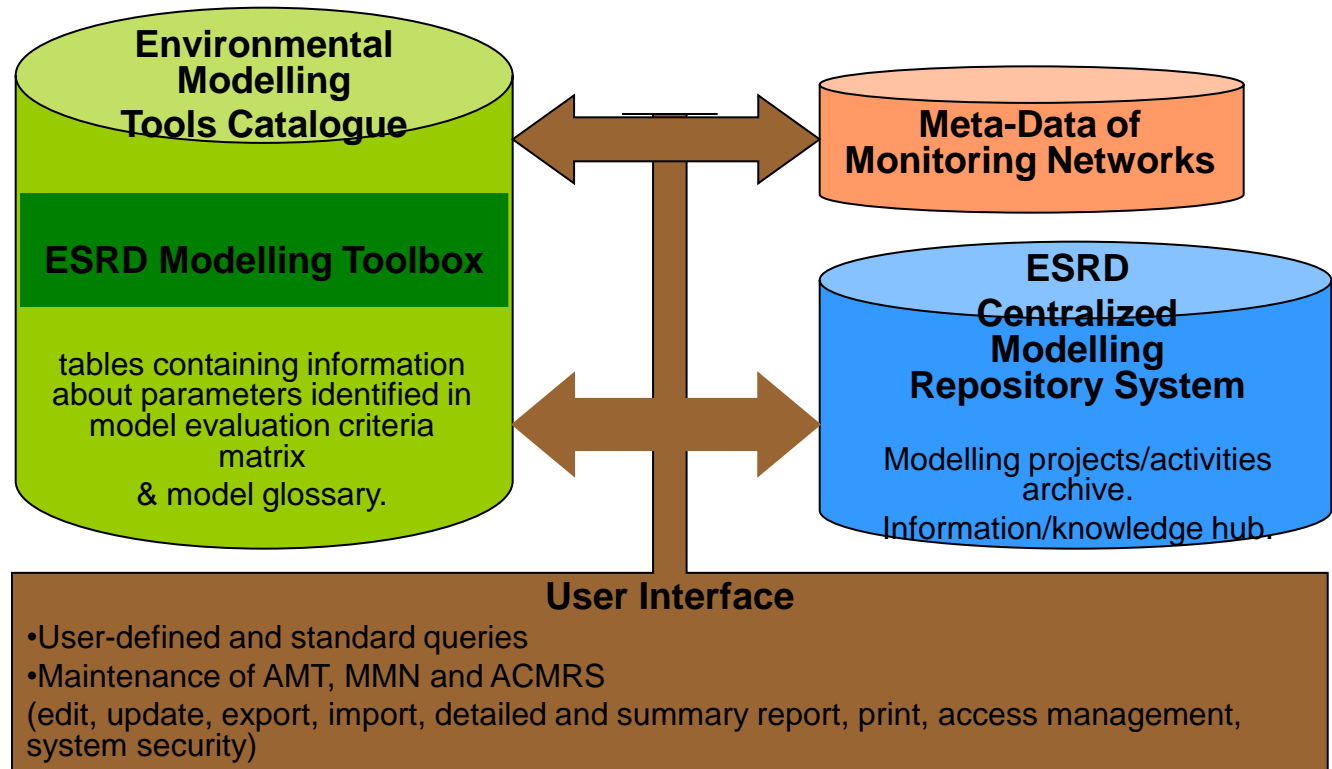 Environmental
Modelling
Tools Catalogue
ESRD Modelling Toolbox
tables containing information
about parameters identified in
model evaluation criteria
matrix
& model glossary.
Meta-Data of
Monitoring Networks
ESRD
Centralized
Modelling
Repository System
Modelling projects/activities
archive.
Information/knowledge hub.
User Interface
•User-defined and standard queries
•Maintenance of AMT, MMN and ACMRS
(edit, update, export, import, detailed and summary report, print, access management,
system security)